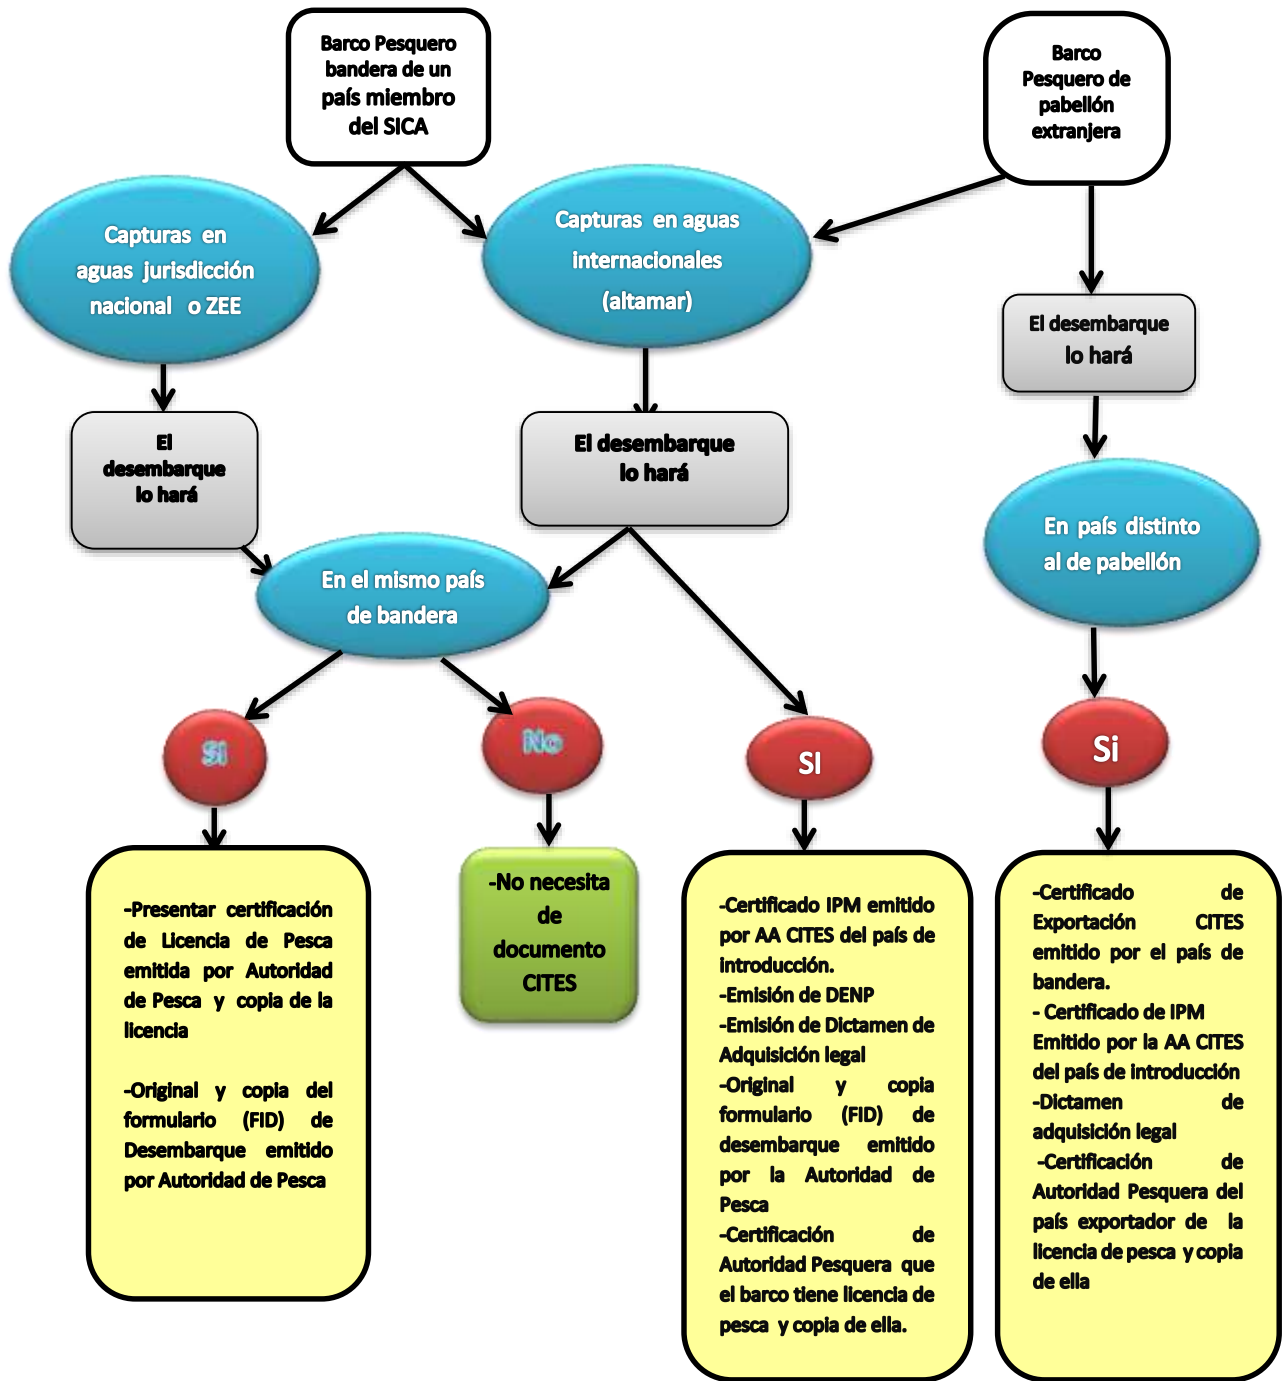 Barco Pesquero
bandera de un
país miembro
del SICA
Barco
Pesquero de
pabellón
extranjera
Capturas en
aguas jurisdicción
nacional o ZEE
Capturas en aguas
internacionales
(altamar)
El desembarque
lo hará
El
desembarque
lo hará
El desembarque
lo hará
En país distinto
al de pabellón
En el mismo país
de bandera
SI
No
SI
Si
-Presentar certificación
de Licencia de Pesca
emitida por Autoridad
de Pesca y copia de la
licencia
-Original y copia del
formulario (FID) de
Desembarque emitido
por Autoridad de Pesca
-No necesita
de
documento
CITES
-Certificado IPM emitido
por AA CITES del país de
introducción.
-Emisión de DENP
-Emisión de Dictamen de
Adquisición legal
-Original y copia
formulario (FID) de
desembarque emitido
por la Autoridad de
Pesca
-Certificación de
Autoridad Pesquera que
el barco tiene licencia de
pesca y copia de ella.
-Certificado de
Exportación CITES
emitido por el país de
bandera.
- Certificado de IPM
Emitido por la AA CITES
del país de introducción
-Dictamen de
adquisición legal
-Certificación de
Autoridad Pesquera del
país exportador de la
licencia de pesca y copia
de ella